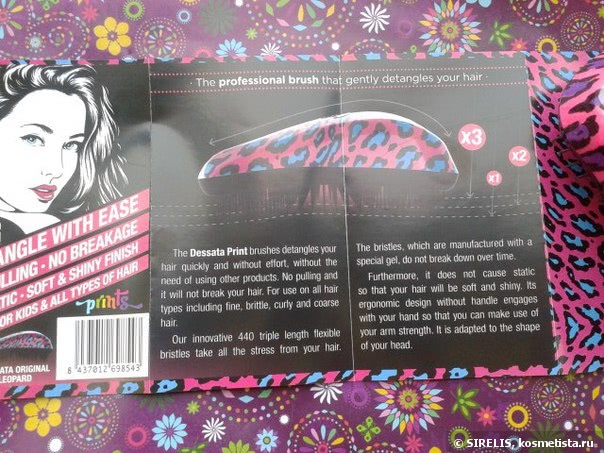 · The professional brush that gently detangles your hair ·
x3
x2
x1
ANGLE WITH EASE
LLING - NO BREAKAGE
TIC - SOFT & SHINY FINISH
FOR KIDS & ALL TYPES OF HAIR
prints
8 437012 698543
ATA ORIGINAL
LEOPARD
The Dessata Print brushes detangles your
hair quickly and without effort, without the
need of using other products. No pulling and
it will not break your hair. For use on all hair
types including fine, brittle, curly and coarse
hair.
Our innovative 440 triple length flexible
bristles take all the stress from your hair.
The bristles, which are manufactured with a
special gel, do not break down over time.
Furthermore, it does not cause static
so that your hair will be soft and shiny. Its
ergonomic design without handle engages
with your hand so that you can make use of
your arm strength. It is adapted to the shape
of your head.
© SIRELIS, kosmetista.ru